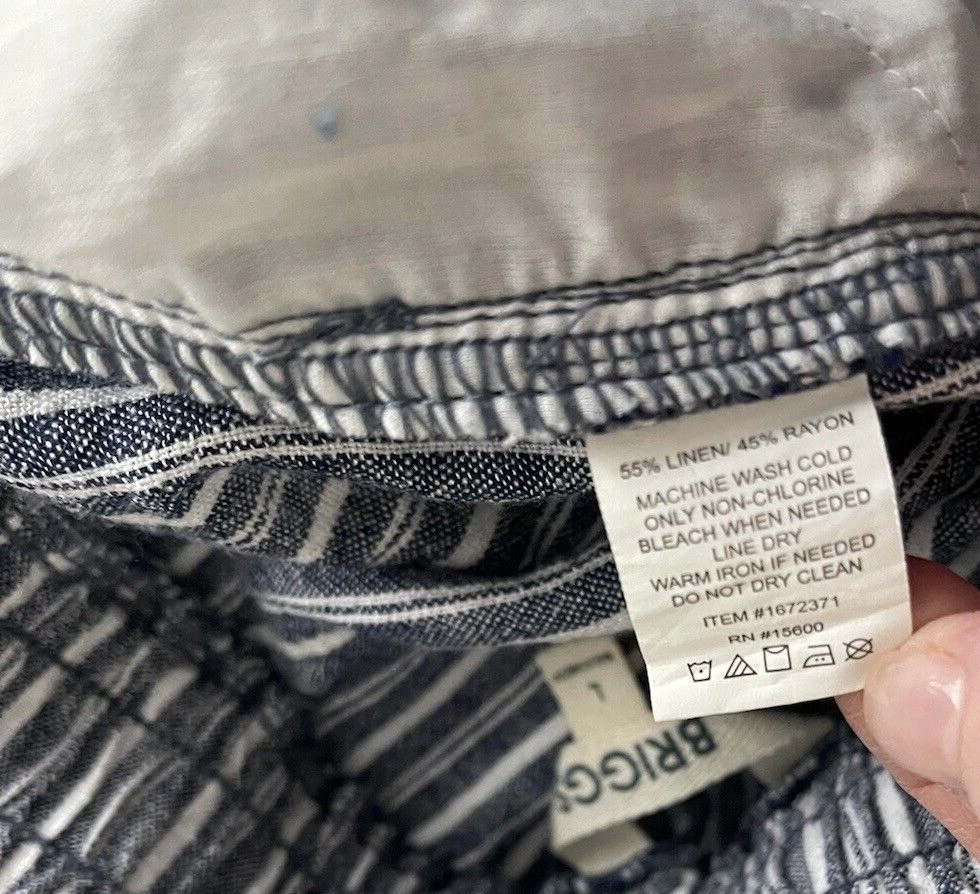 55% LINEN/ 45% RAYON
MACHINE WASH COLD
ONLY NON-CHLORINE
BLEACH WHEN NEEDED
LINE DRY
WARM IRON IF NEEDED
DO NOT DRY CLEAN
ITEM #1672371
RN #15600
L
BRIGGS